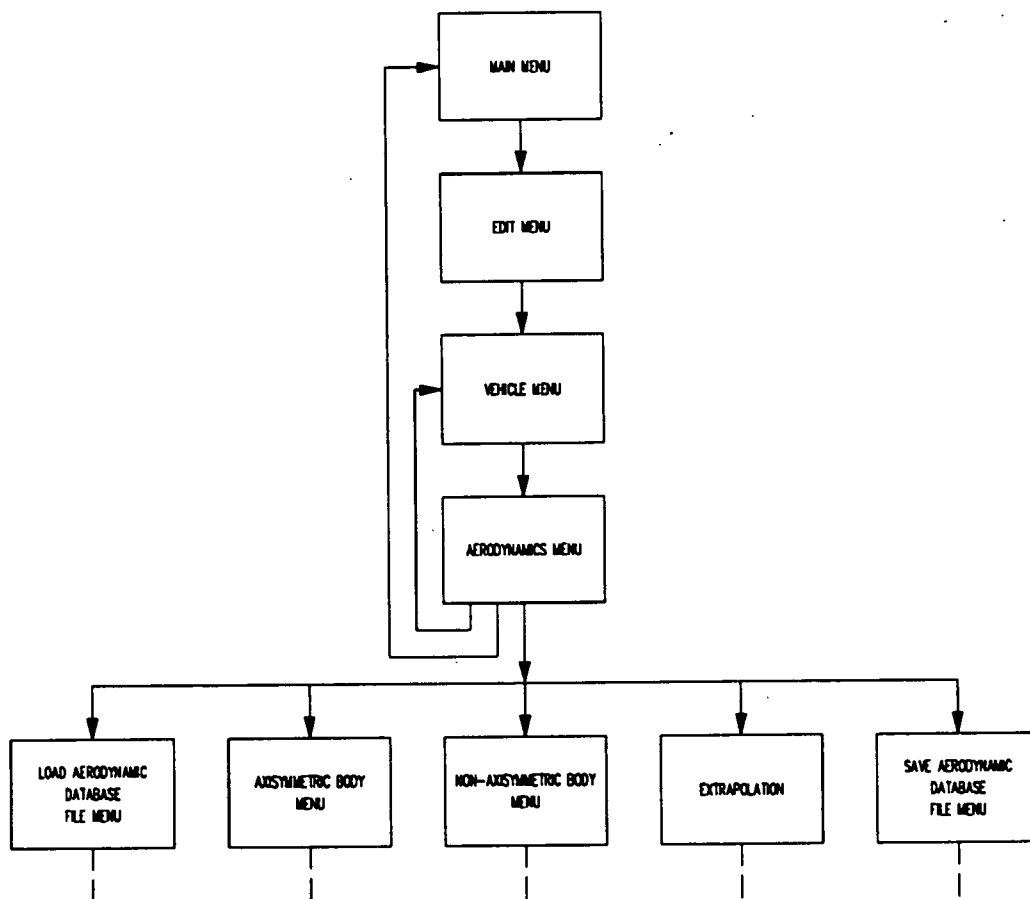 MAIN MENU
EDIT MENU
VEHICLE MENU
AERODYNAMICS MENU
LOAD AERODYNAMIC
DATABASE
FILE MENU
AXISYMMETRIC BODY
MENU
NON-AXISYMMETRIC BODY
MENU
EXTRAPOLATION
SAVE AERODYNAMIC
DATABASE
FILE MENU